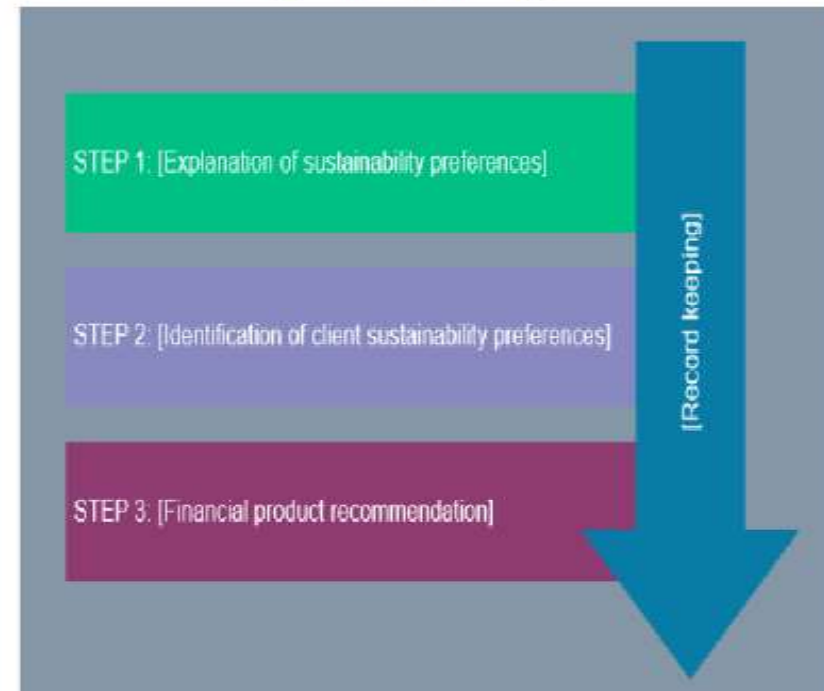 STEP 1: [Explanation of sustainability preferences]
STEP 2: [Identification of client sustainability preferences]
STEP 3: [Financial product recommendation]
[Record keeping]